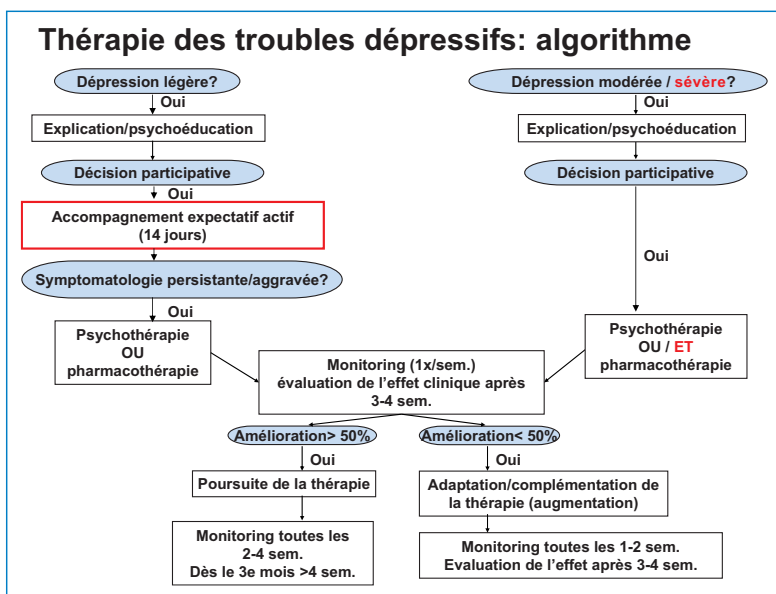 Thérapie des troubles dépressifs: algorithme
Dépression légère?
Oui
Explication/psychoéducation
Décision participative
Oui
Accompagnement expectatif actif
(14 jours)
Symptomatologie persistante/aggravée?
Oui
Psychothérapie
OU
pharmacothérapie
Dépression modérée / sévère?
Oui
Explication/psychoéducation
Décision participative
Oui
Psychothérapie
OU / ET
pharmacothérapie
Monitoring (1x/sem.)
évaluation de l'effet clinique après
3-4 sem.
Amélioration> 50%
Oui
Poursuite de la thérapie
Monitoring toutes les
2-4 sem.
Dès le 3e mois >4 sem.
Amélioration< 50%
Oui
Adaptation/complémentation de
la thérapie (augmentation)
Monitoring toutes les 1-2 sem.
Evaluation de l'effet après 3-4 sem.